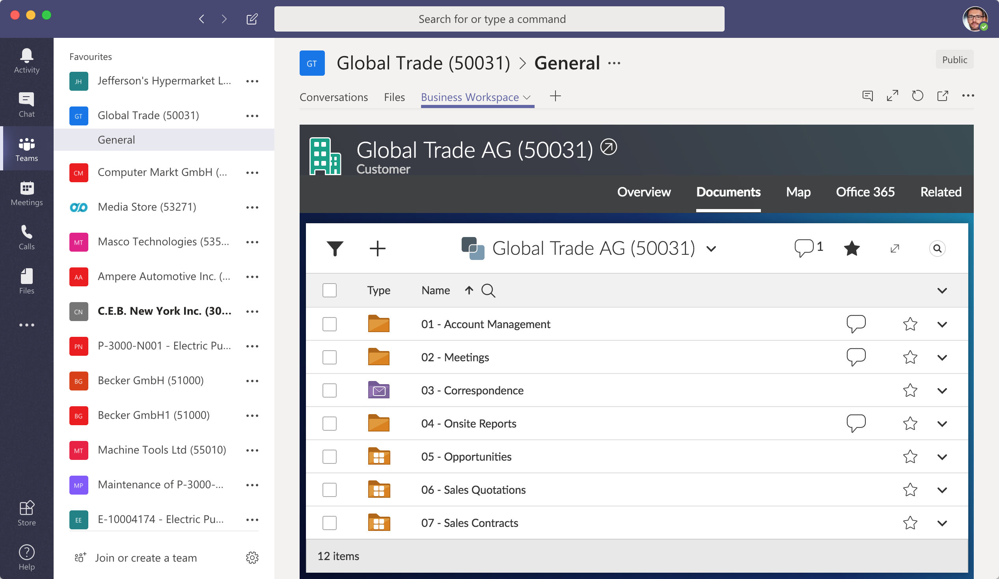 Search for or type a command
Activity
Chat
Teams
Meetings
Calls
Files
Store
Help
Favourites
JH Jefferson's Hypermarket L...
GT Global Trade (50031)
General
CM Computer Markt GmbH (...
Media Store (53271)
MT Masco Technologies (535...
AA Ampere Automotive Inc. (...
CN C.E.B. New York Inc. (30...
PN P-3000-N001 - Electric Pu...
BG Becker GmbH (51000)
BG Becker GmbH1 (51000)
MT Machine Tools Ltd (55010)
MP Maintenance of P-3000-...
EE E-10004174 - Electric Pu...
Join or create a team
GT Global Trade (50031) > General ...
Public
Conversations Files Business Workspace
Global Trade AG (50031)
Customer
Overview Documents Map Office 365 Related
Global Trade AG (50031) 1
Type Name
01 - Account Management
02 - Meetings
03 - Correspondence
04 - Onsite Reports
05 - Opportunities
06 - Sales Quotations
07 - Sales Contracts
12 items